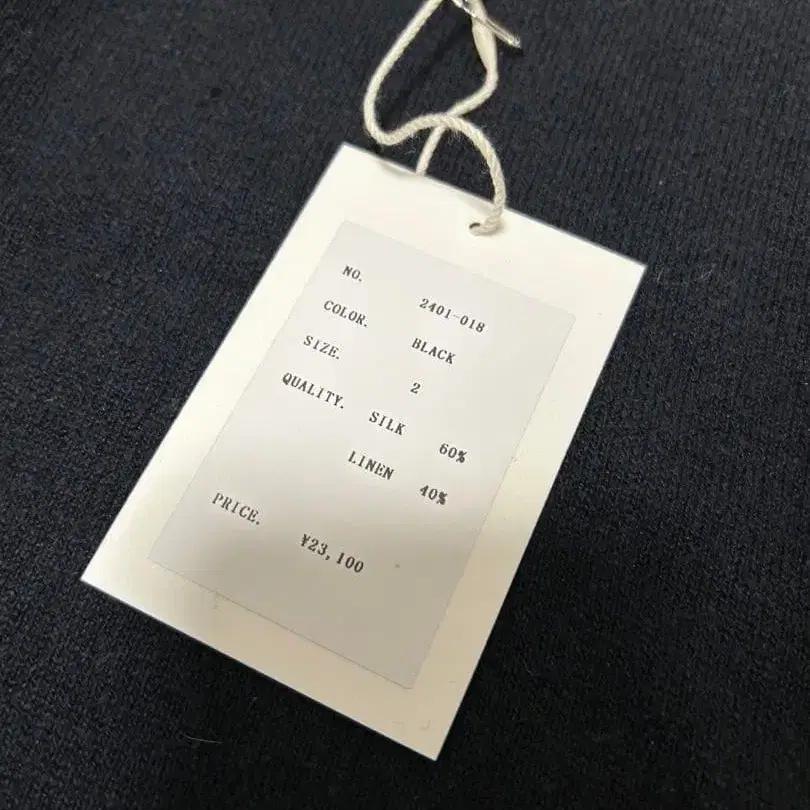 NO. 2401-018
COLOR. BLACK
SIZE. 2
QUALITY. SILK 60%
LINEN 40%
PRICE. ¥23,100